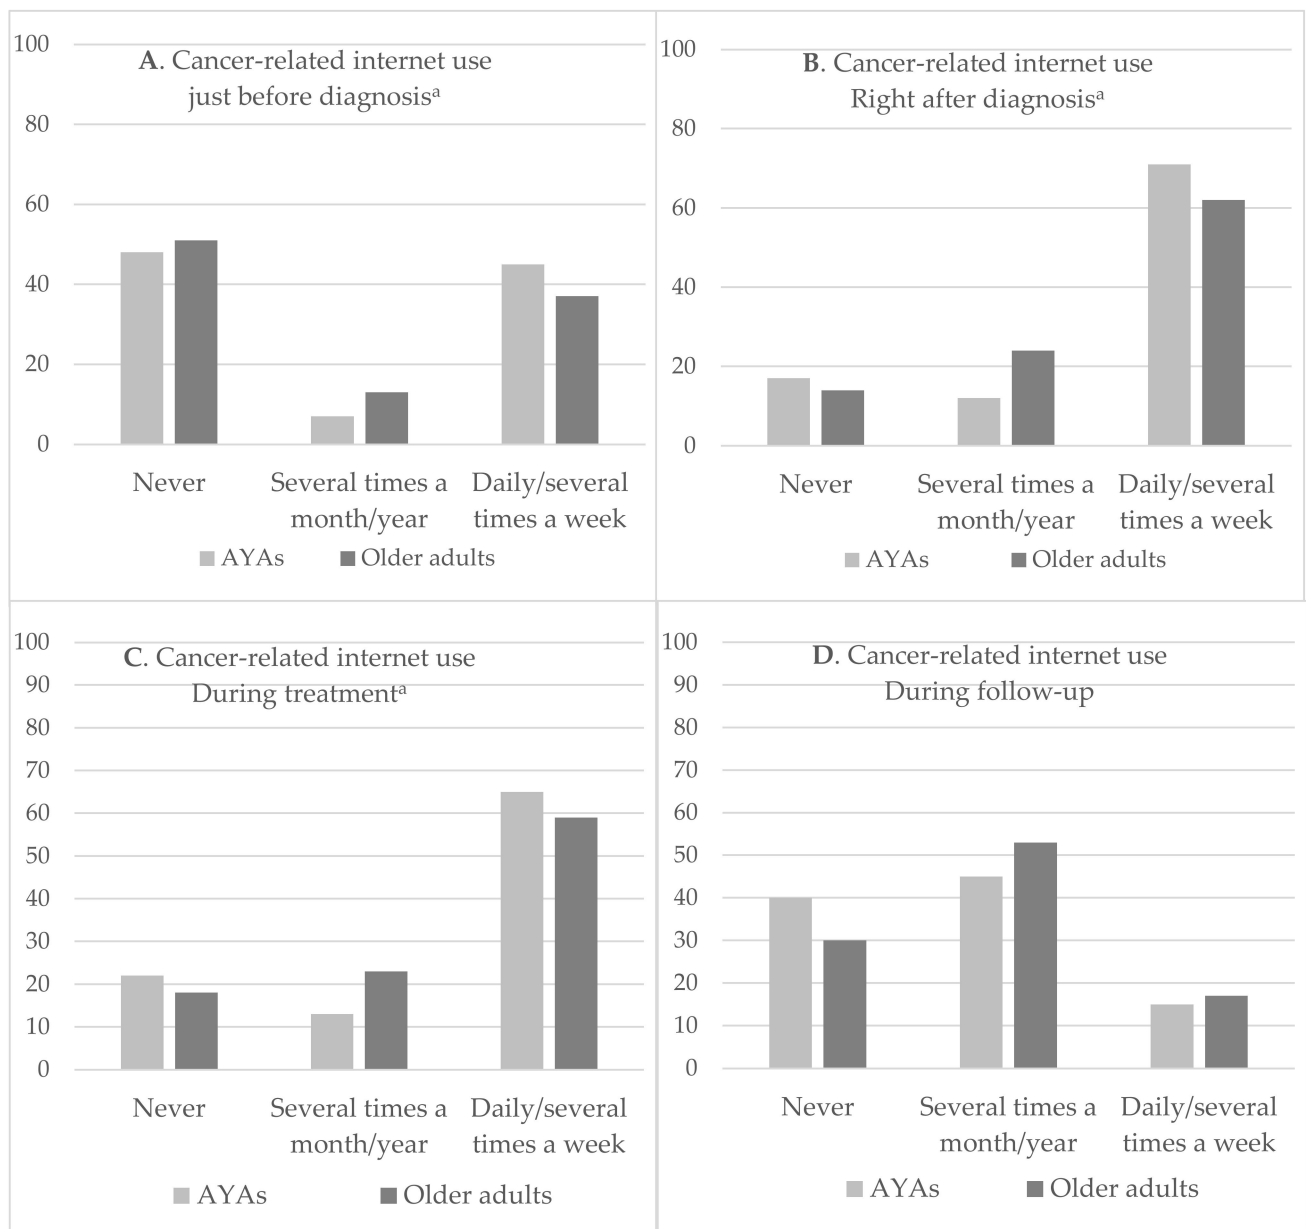 A. Cancer-related internet use
just before diagnosisᵃ
100
80
60
40
20
0
Never
Several times a
month/year
Daily/several
times a week
AYAs
Older adults
B. Cancer-related internet use
Right after diagnosisᵃ
100
80
60
40
20
0
Never
Several times a
month/year
Daily/several
times a week
AYAs
Older adults
C. Cancer-related internet use
During treatmentᵃ
100
90
80
70
60
50
40
30
20
10
0
Never
Several times a
month/year
Daily/several
times a week
AYAs
Older adults
D. Cancer-related internet use
During follow-up
100
90
80
70
60
50
40
30
20
10
0
Never
Several times a
month/year
Daily/several
times a week
AYAs
Older adults